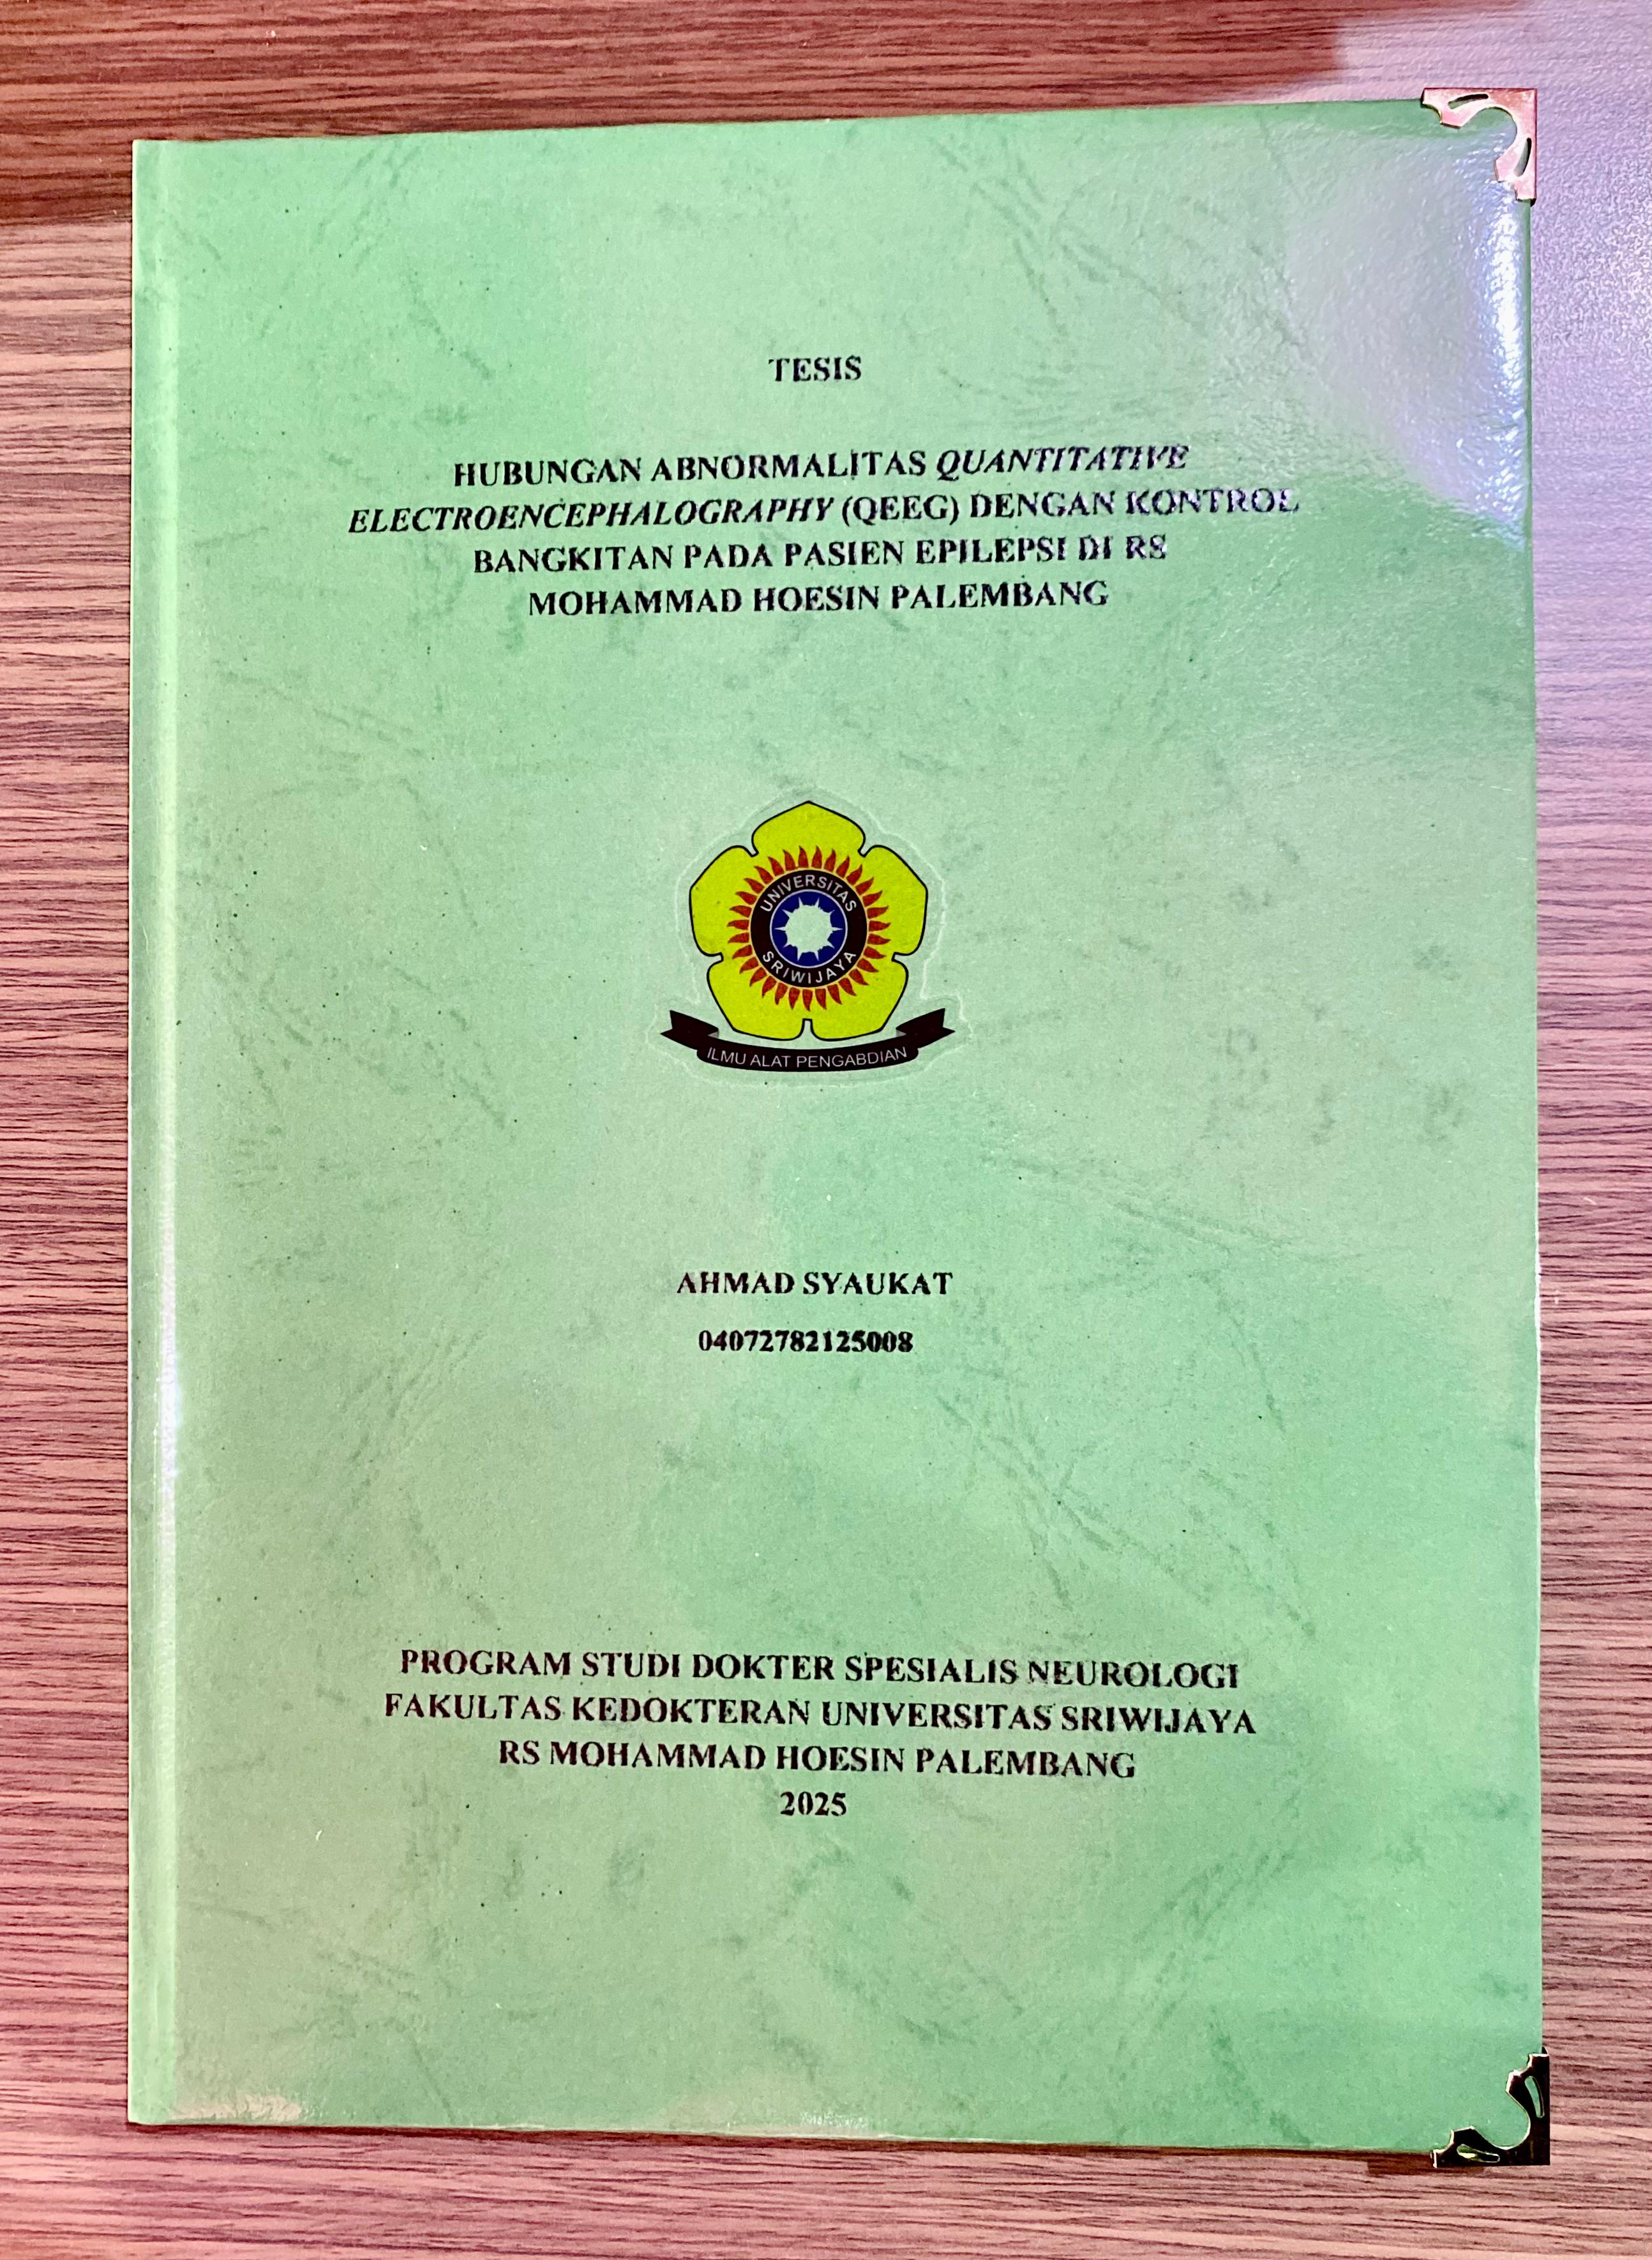 TESIS
HUBUNGAN ABNORMALITAS QUANTITATIVE
ELECTROENCEPHALOGRAPHY (QEEG) DENGAN KONTROL
BANGKITAN PADA PASIEN EPILEPSI DI RS
MOHAMMAD HOESIN PALEMBANG
UNIVERSITAS
SRIWIJAYA
ILMU ALAT PENGABDIAN
AHMAD SYAUKAT
04072782125008
PROGRAM STUDI DOKTER SPESIALIS NEUROLOGI
FAKULTAS KEDOKTERAN UNIVERSITAS SRIWIJAYA
RS MOHAMMAD HOESIN PALEMBANG
2025